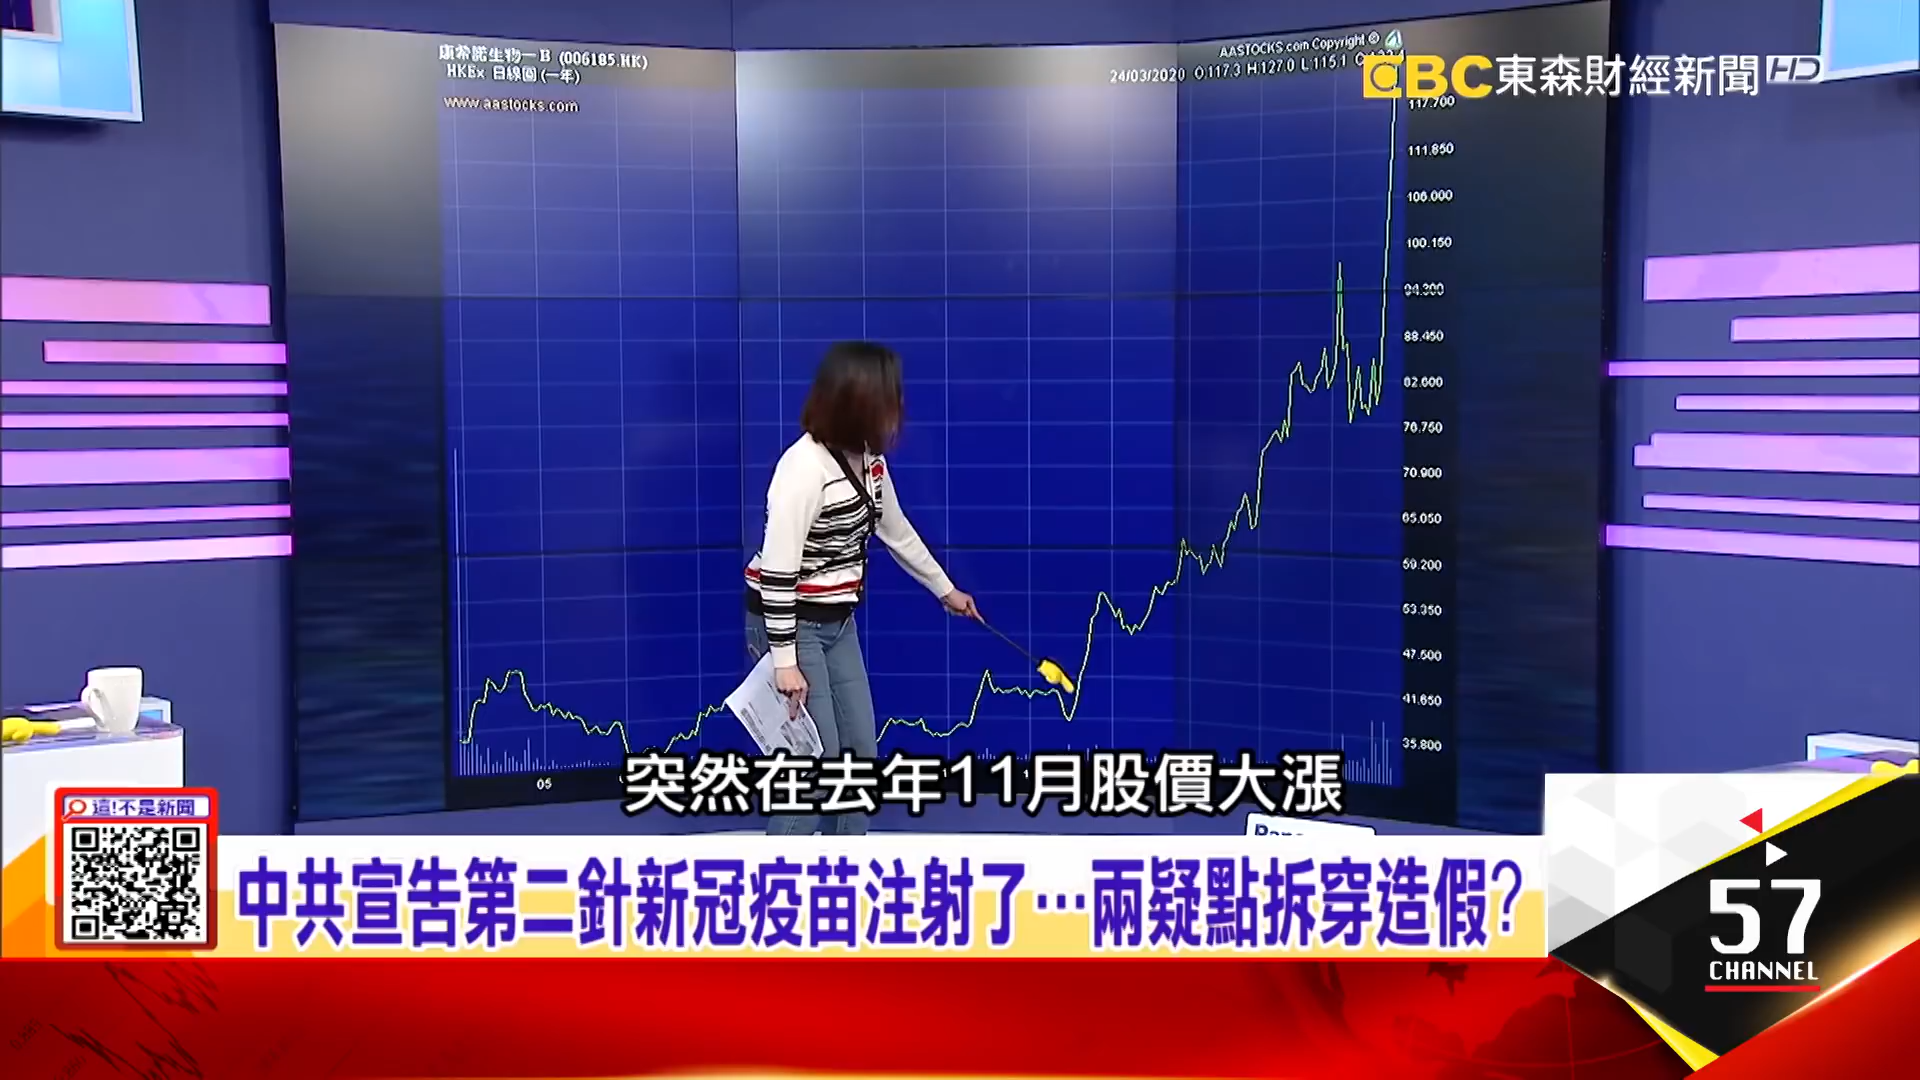 康希諾生物一B (006185.HK)
HKEx 日線圖(一年)
www.aastocks.com
AASTOCKS.com Copyright ©
24/03/2020 O:117.3 H:127.0 L:115.1
EBC東森財經新聞HD
117.700
111.850
106.000
100.150
94.300
88.450
82.600
76.750
70.900
65.050
59.200
53.350
47.500
41.650
35.800
05
突然在去年11月股價大漲
這!不是新聞
中共宣告第二針新冠疫苗注射了…兩疑點拆穿造假?
57
CHANNEL